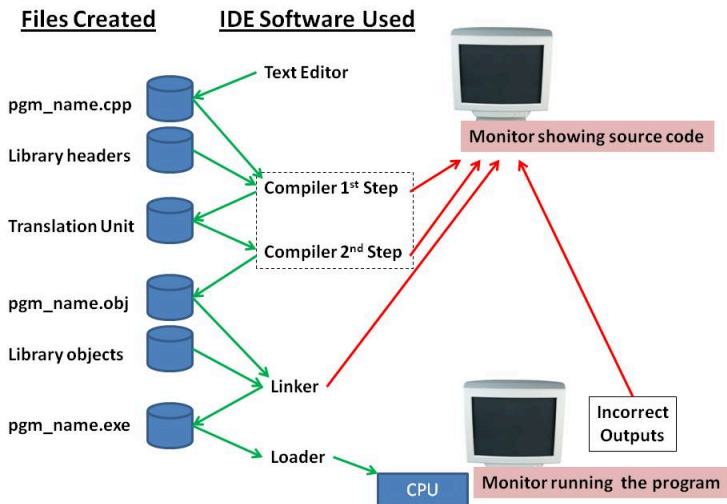 Files Created
IDE Software Used
Text Editor
pgm_name.cpp
Monitor showing source code
Library headers
Compiler 1st Step
Translation Unit
Compiler 2nd Step
pgm_name.obj
Library objects
Linker
Incorrect
Outputs
pgm_name.exe
Loader
CPU
Monitor running the program